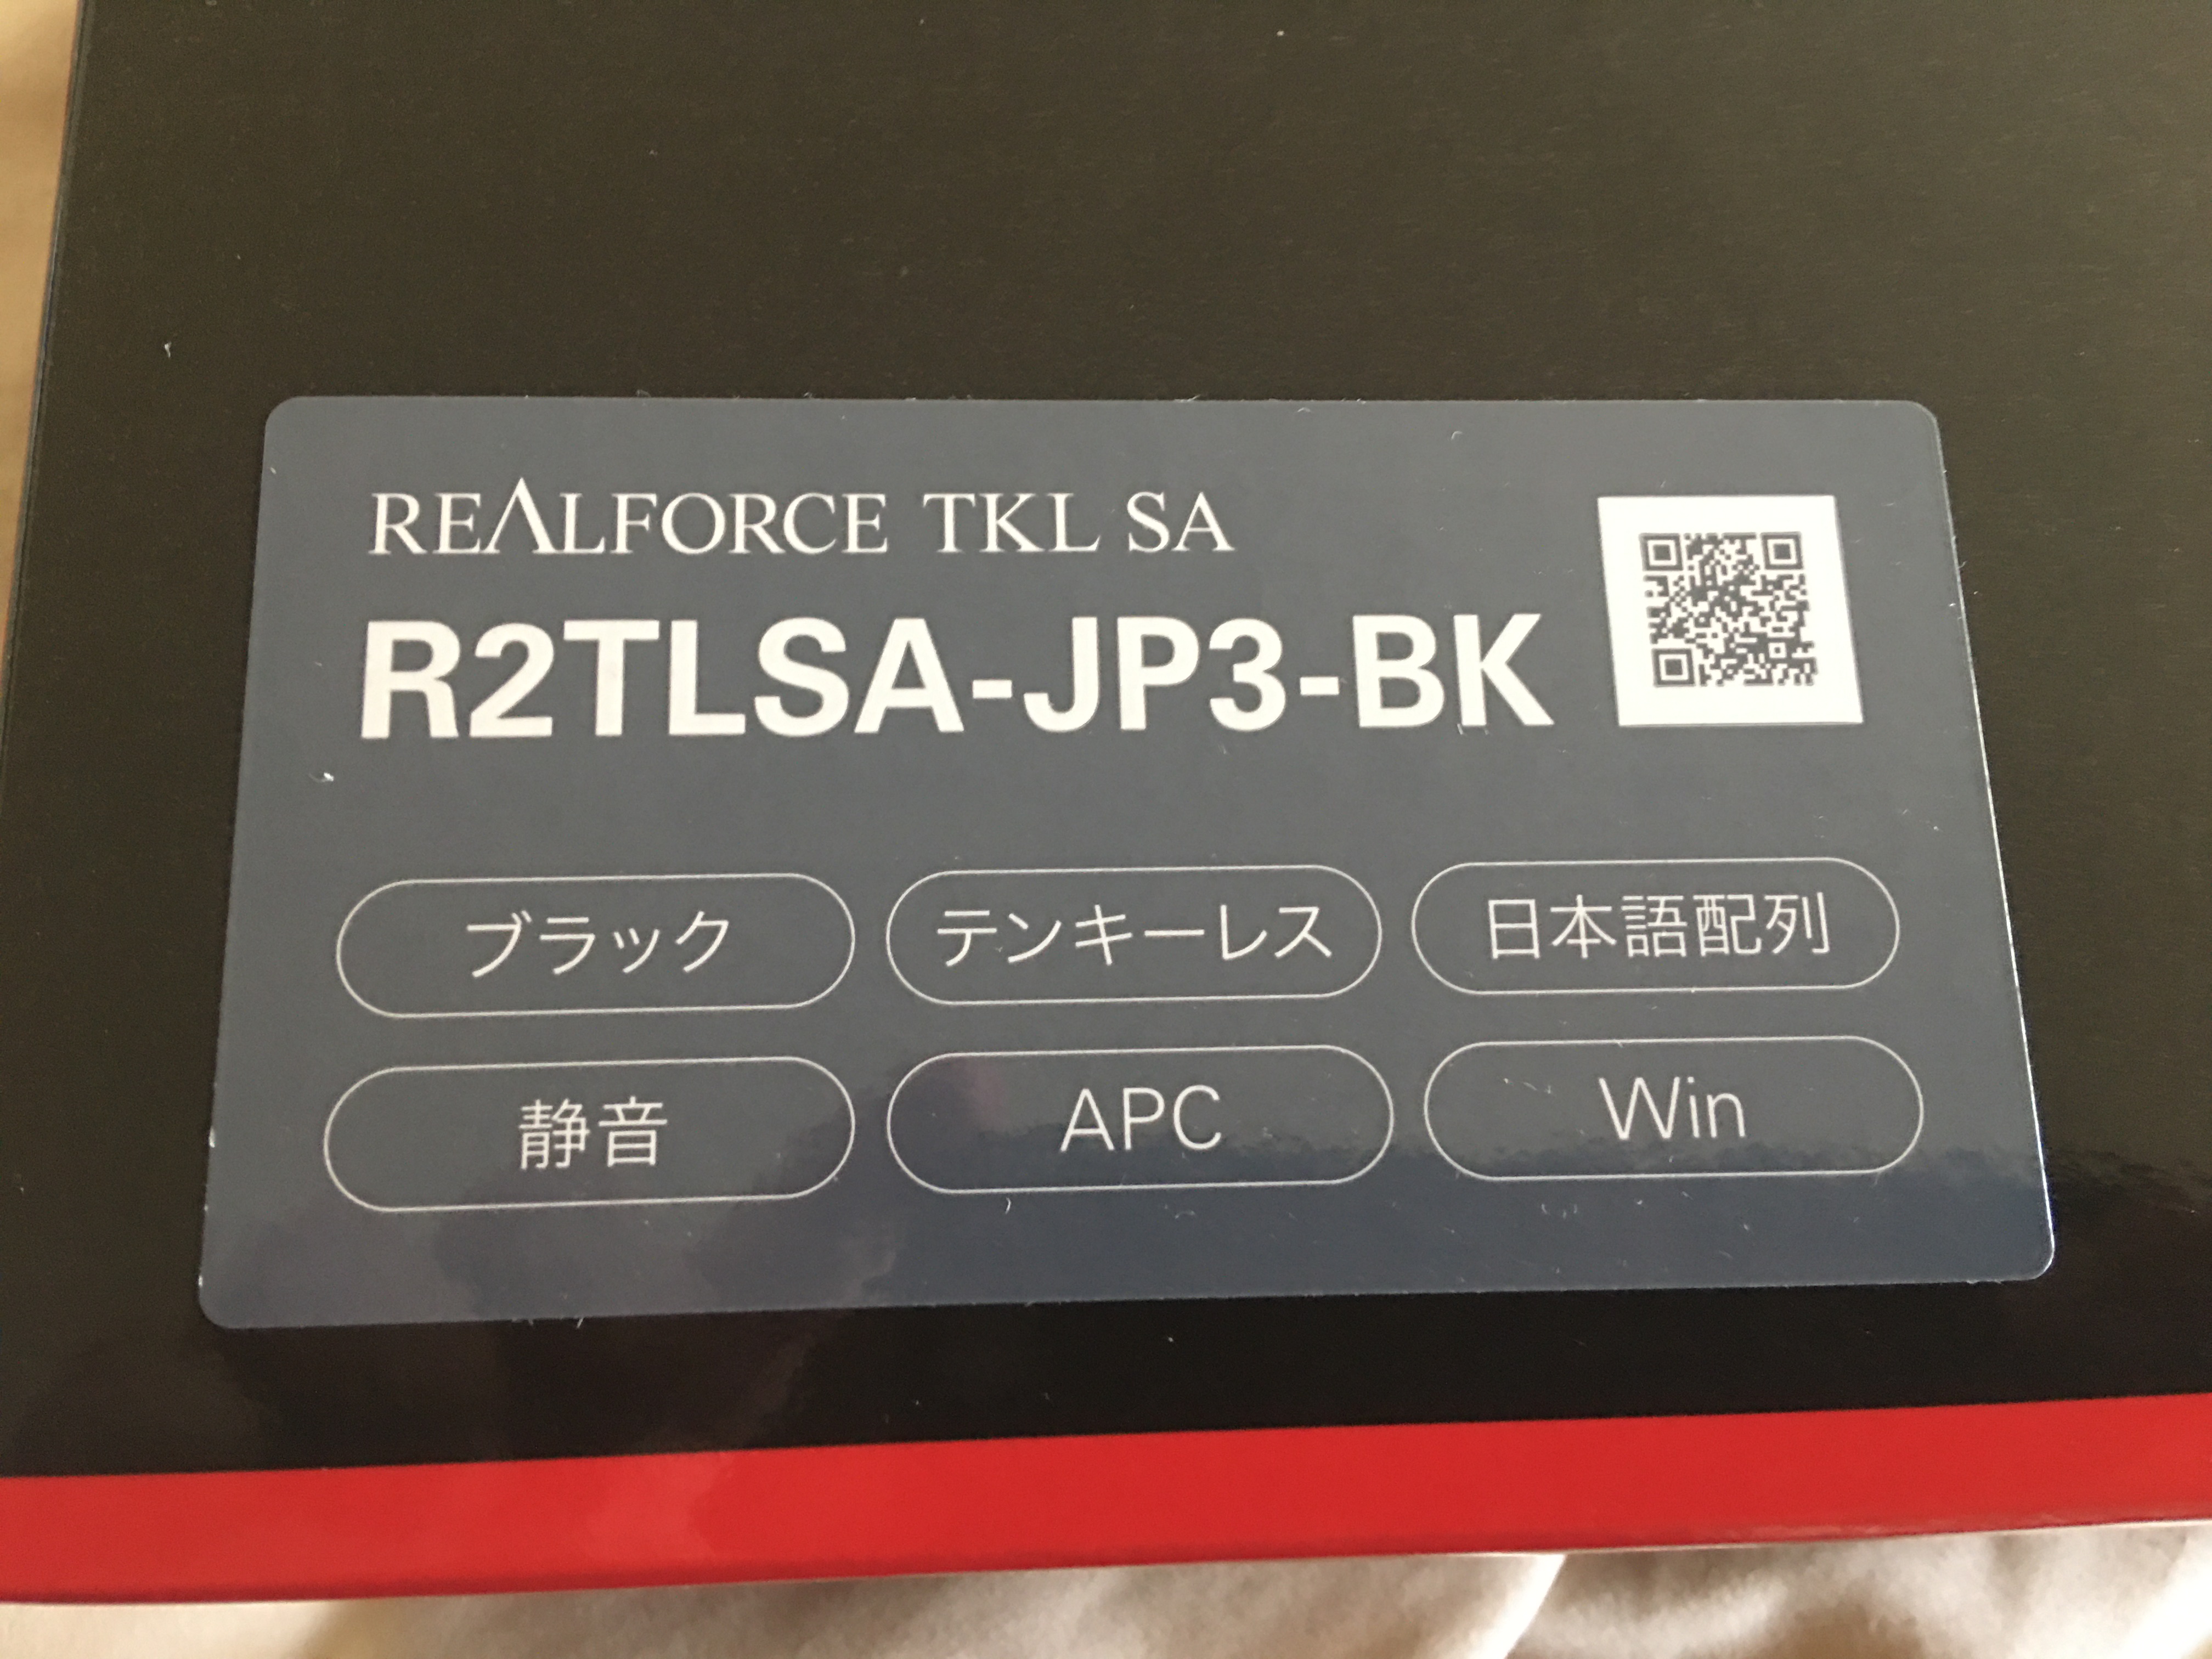 REALFORCE TKL SA
R2TLSA-JP3-BK
ブラック テンキーレス 日本語配列
静音 APC Win